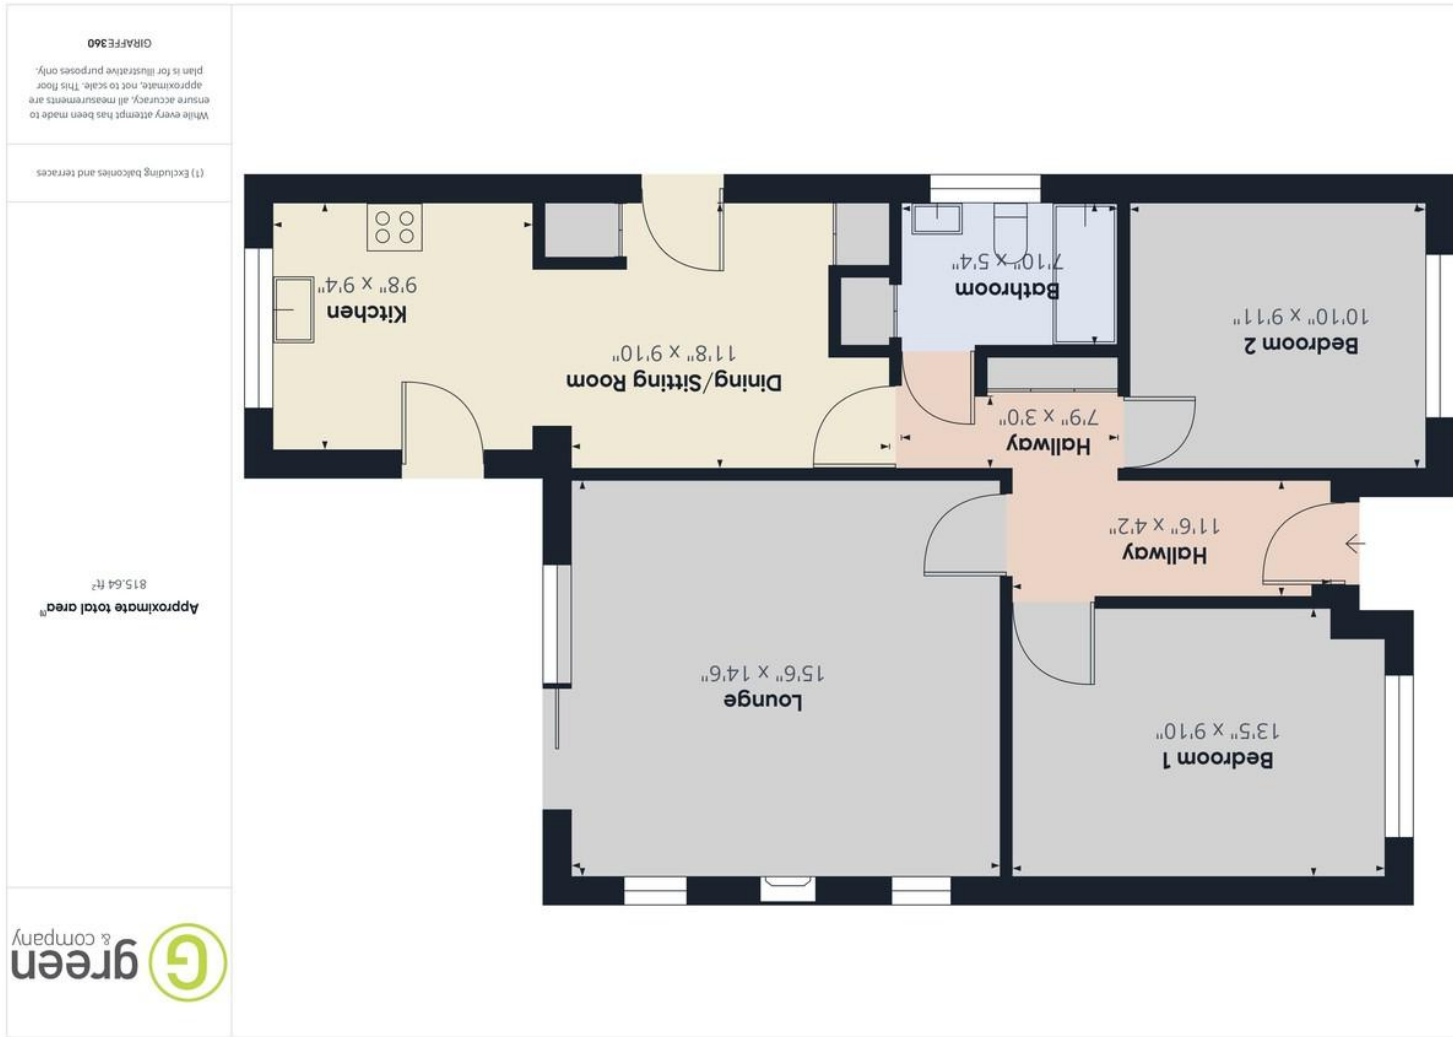 green
& company
Approximate total area(1)
815.64 ft²
(1) Excluding balconies and terraces
While every attempt has been made to
ensure accuracy, all measurements are
approximate, not to scale. This floor
plan is for illustrative purposes only.
GIRAFFE360
Bedroom 1
13'5" x 9'10"
Lounge
15'6" x 14'6"
Hallway
11'6" x 4'2"
Hallway
7'9" x 3'0"
Dining/Sitting Room
11'8" x 9'10"
Bedroom 2
10'10" x 9'11"
Kitchen
9'8" x 9'4"
Bathroom
7'10" x 5'4"